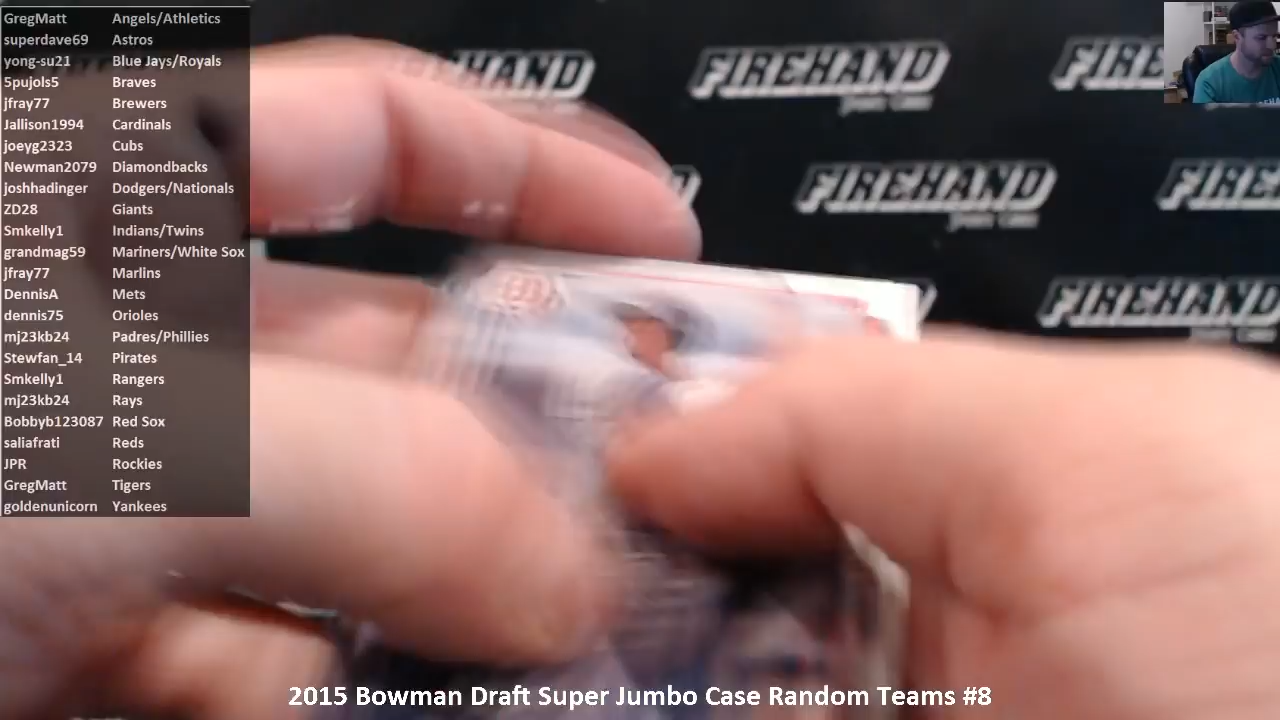 GregMatt Angels/Athletics
superdave69 Astros
yong-su21 Blue Jays/Royals
5pujols5 Braves
jfray77 Brewers
Jallison1994 Cardinals
joeyg2323 Cubs
Newman2079 Diamondbacks
joshhadinger Dodgers/Nationals
ZD28 Giants
Smkelly1 Indians/Twins
grandmag59 Mariners/White Sox
jfray77 Marlins
DennisA Mets
dennis75 Orioles
mj23kb24 Padres/Phillies
Stewfan_14 Pirates
Smkelly1 Rangers
mj23kb24 Rays
Bobbyb123087 Red Sox
saliafrati Reds
JPR Rockies
GregMatt Tigers
goldenunicorn Yankees
FIREHAND
FIREHAND
FIREHAND
2015 Bowman Draft Super Jumbo Case Random Teams #8